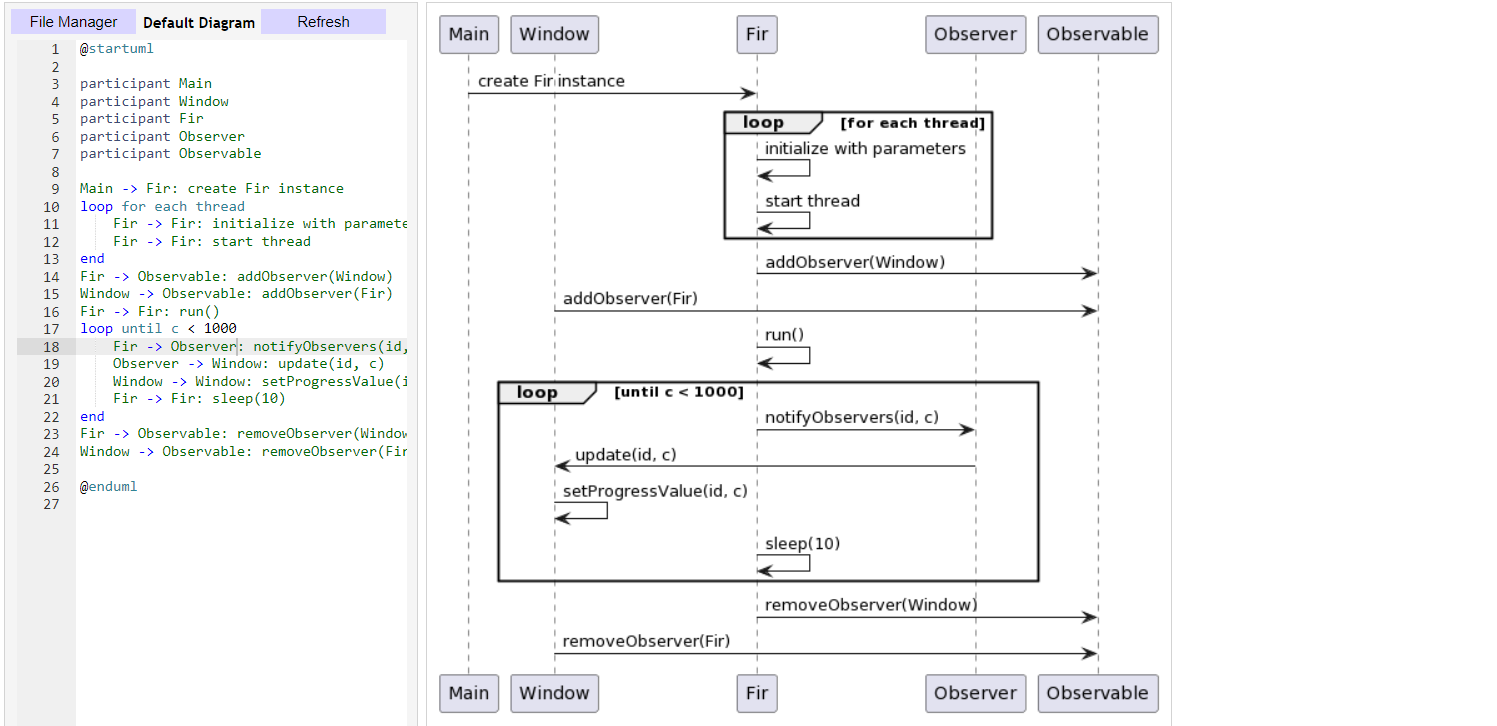 File Manager Default Diagram Refresh
1 @startuml
2
3 participant Main
4 participant Window
5 participant Fir
6 participant Observer
7 participant Observable
8
9 Main -> Fir: create Fir instance
10 loop for each thread
11 Fir -> Fir: initialize with paramete
12 Fir -> Fir: start thread
13 end
14 Fir -> Observable: addObserver(Window)
15 Window -> Observable: addObserver(Fir)
16 Fir -> Fir: run()
17 loop until c < 1000
18 Fir -> Observer: notifyObservers(id,
19 Observer -> Window: update(id, c)
20 Window -> Window: setProgressValue(i
21 Fir -> Fir: sleep(10)
22 end
23 Fir -> Observable: removeObserver(Window
24 Window -> Observable: removeObserver(Fir
25
26 @enduml
27
Main Window Fir Observer Observable
create Fir instance
loop [for each thread]
initialize with parameters
start thread
addObserver(Window)
addObserver(Fir)
run()
loop [until c < 1000]
notifyObservers(id, c)
update(id, c)
setProgressValue(id, c)
sleep(10)
removeObserver(Window)
removeObserver(Fir)
Main Window Fir Observer Observable